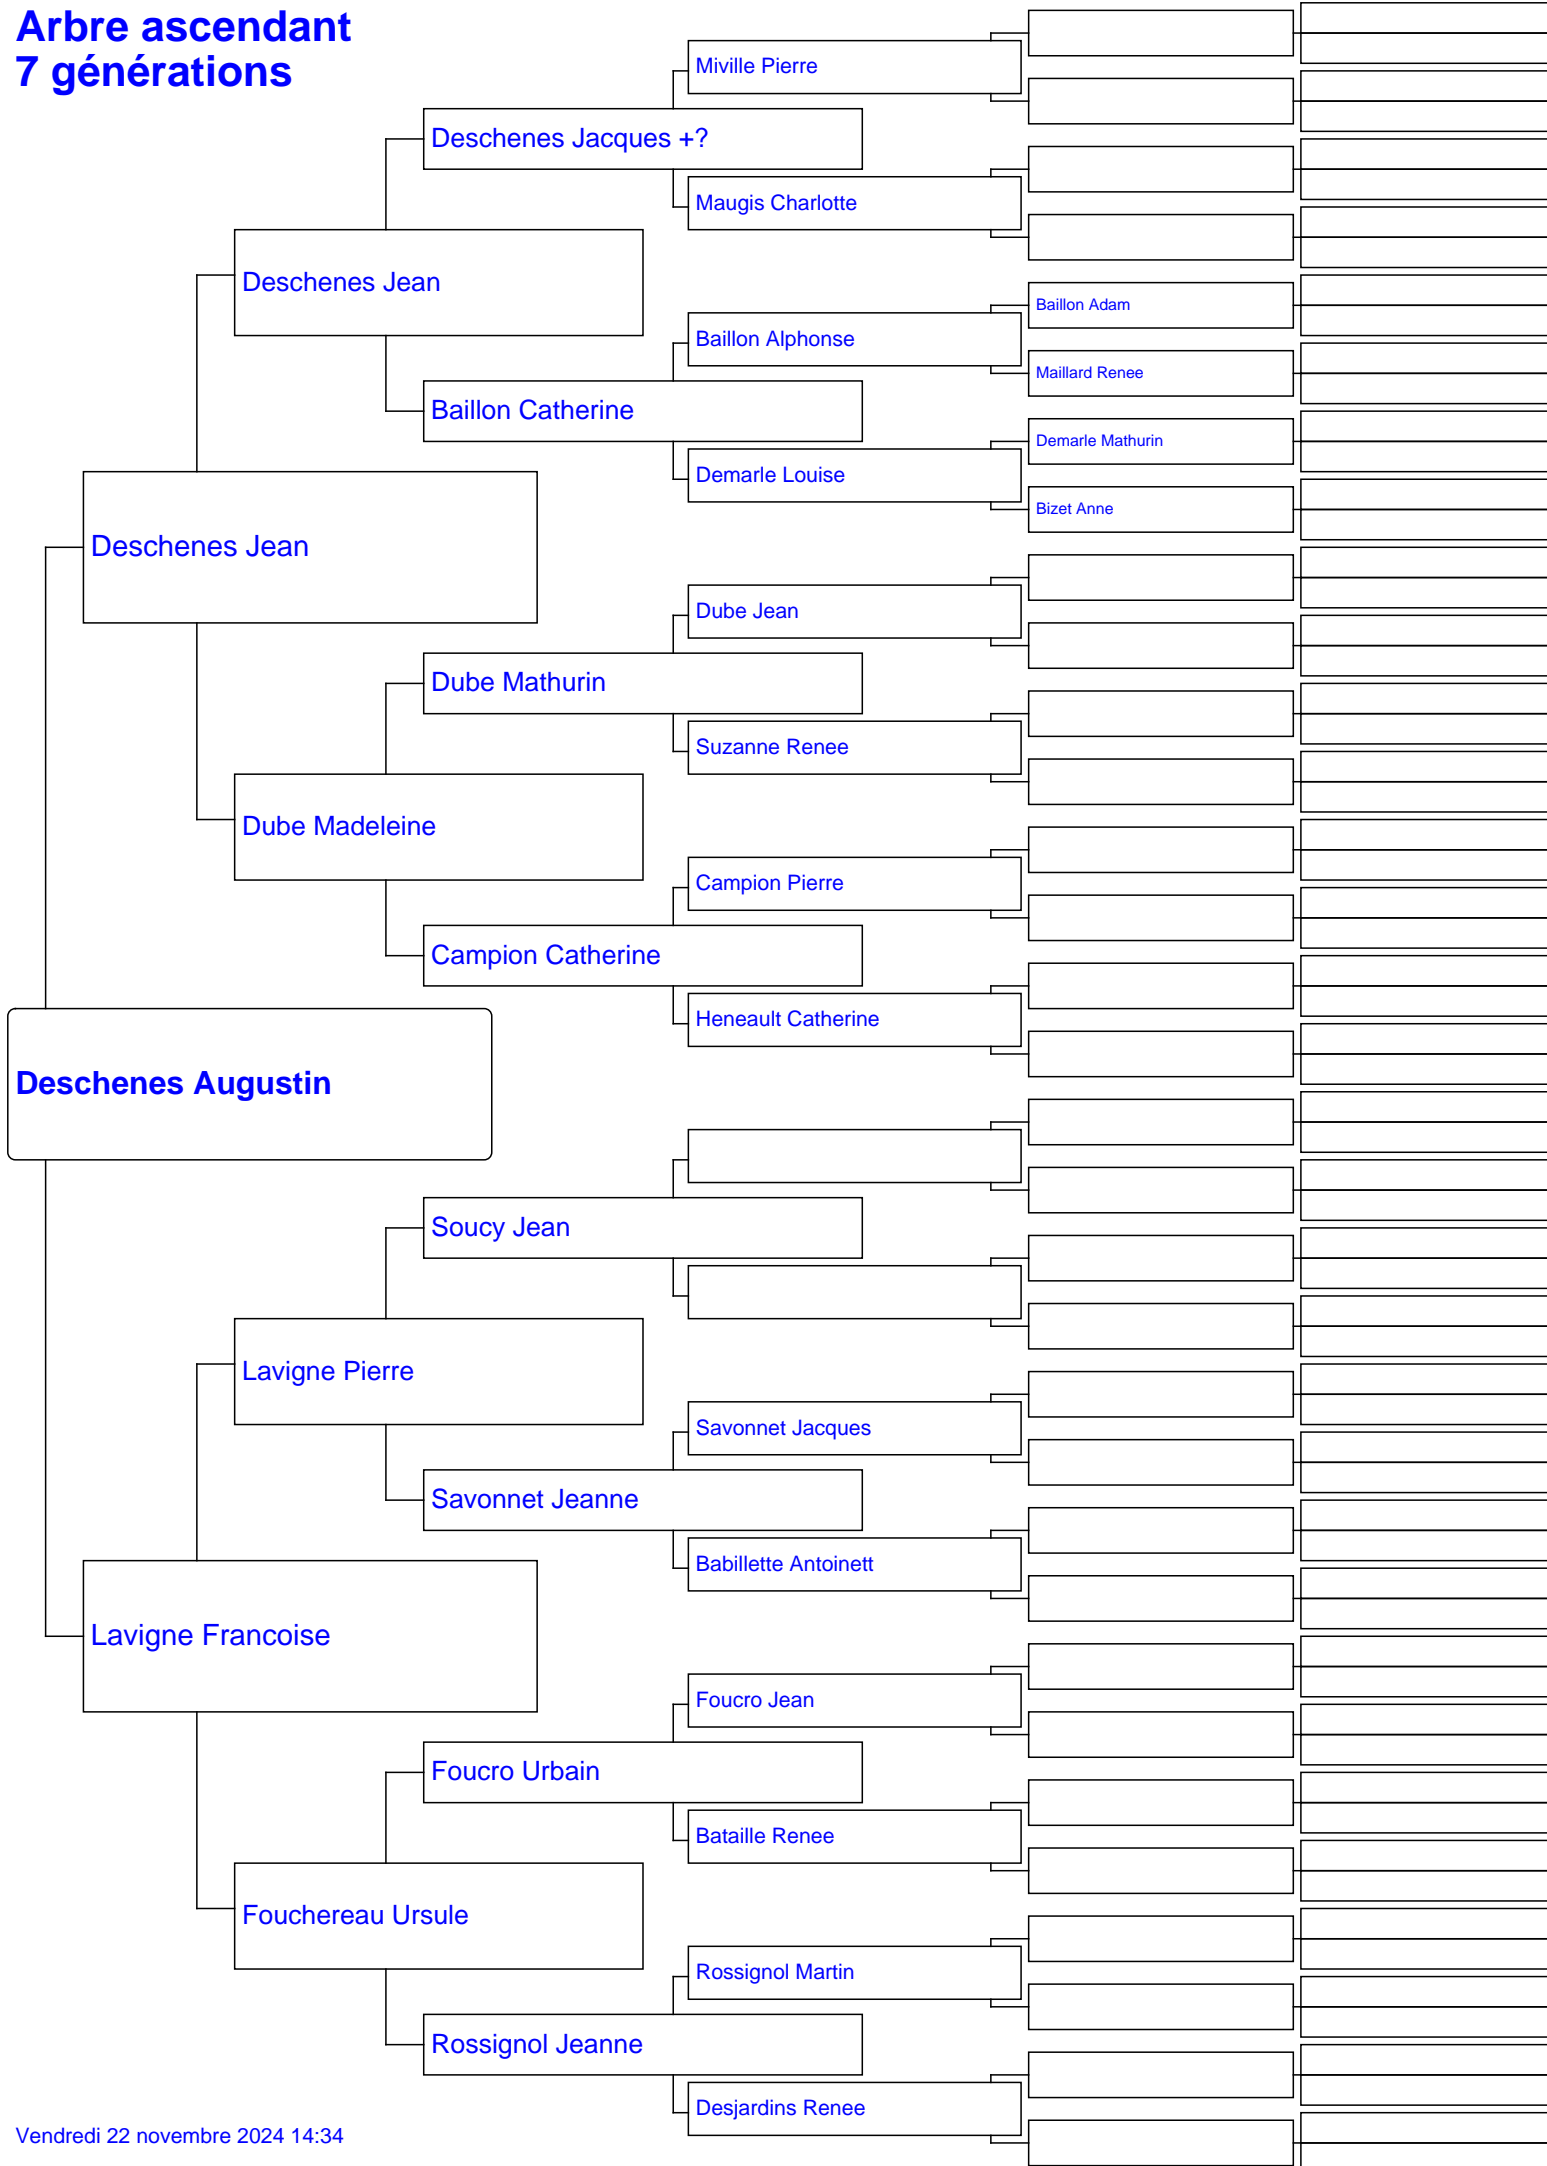 Arbre ascendant
7 générations
Miville Pierre
Deschenes Jacques +?
Maugis Charlotte
Deschenes Jean
Baillon Adam
Baillon Alphonse
Maillard Renee
Baillon Catherine
Demarle Mathurin
Demarle Louise
Bizet Anne
Deschenes Jean
Dube Jean
Dube Mathurin
Suzanne Renee
Dube Madeleine
Campion Pierre
Campion Catherine
Heneault Catherine
Deschenes Augustin
Soucy Jean
Lavigne Pierre
Savonnet Jacques
Savonnet Jeanne
Babillette Antoinett
Lavigne Francoise
Foucro Jean
Foucro Urbain
Bataille Renee
Fouchereau Ursule
Rossignol Martin
Rossignol Jeanne
Desjardins Renee
Vendredi 22 novembre 2024 14:34